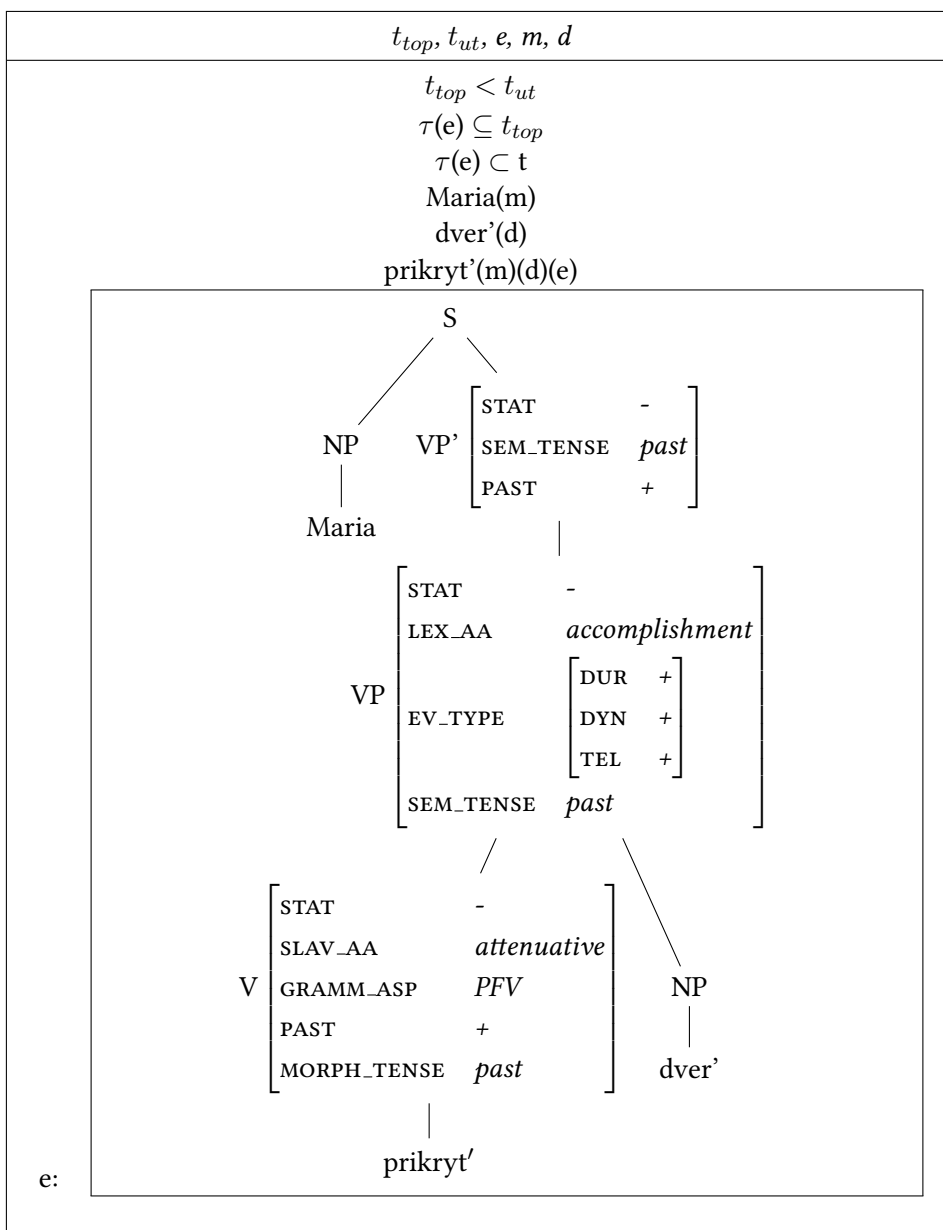 t_top, t_ut, e, m, d
t_top < t_ut
τ(e) ⊆ t_top
τ(e) ⊂ t
Maria(m)
dver’(d)
prikryt’(m)(d)(e)
S
STAT -
NP VP’ SEM_TENSE past
PAST +
Maria
STAT -
LEX_AA accomplishment
DUR +
VP EV_TYPE DYN +
TEL +
SEM_TENSE past
STAT -
SLAV_AA attenuative
V GRAMM_ASP PFV NP
PAST +
MORPH_TENSE past dver’
prikryt′
e: